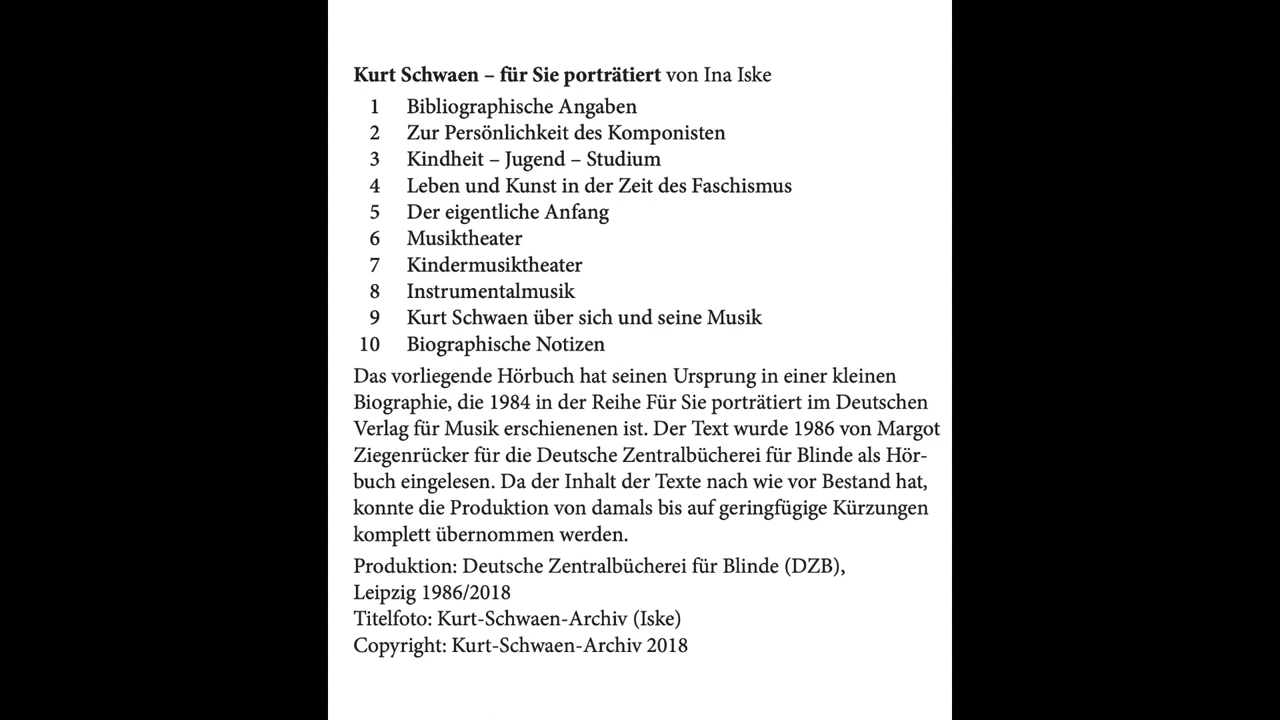 Kurt Schwaen – für Sie porträtiert von Ina Iske
1 Bibliographische Angaben
2 Zur Persönlichkeit des Komponisten
3 Kindheit – Jugend – Studium
4 Leben und Kunst in der Zeit des Faschismus
5 Der eigentliche Anfang
6 Musiktheater
7 Kindermusiktheater
8 Instrumentalmusik
9 Kurt Schwaen über sich und seine Musik
10 Biographische Notizen
Das vorliegende Hörbuch hat seinen Ursprung in einer kleinen
Biographie, die 1984 in der Reihe Für Sie porträtiert im Deutschen
Verlag für Musik erschienenen ist. Der Text wurde 1986 von Margot
Ziegenrücker für die Deutsche Zentralbücherei für Blinde als Hör-
buch eingelesen. Da der Inhalt der Texte nach wie vor Bestand hat,
konnte die Produktion von damals bis auf geringfügige Kürzungen
komplett übernommen werden.
Produktion: Deutsche Zentralbücherei für Blinde (DZB),
Leipzig 1986/2018
Titelfoto: Kurt-Schwaen-Archiv (Iske)
Copyright: Kurt-Schwaen-Archiv 2018